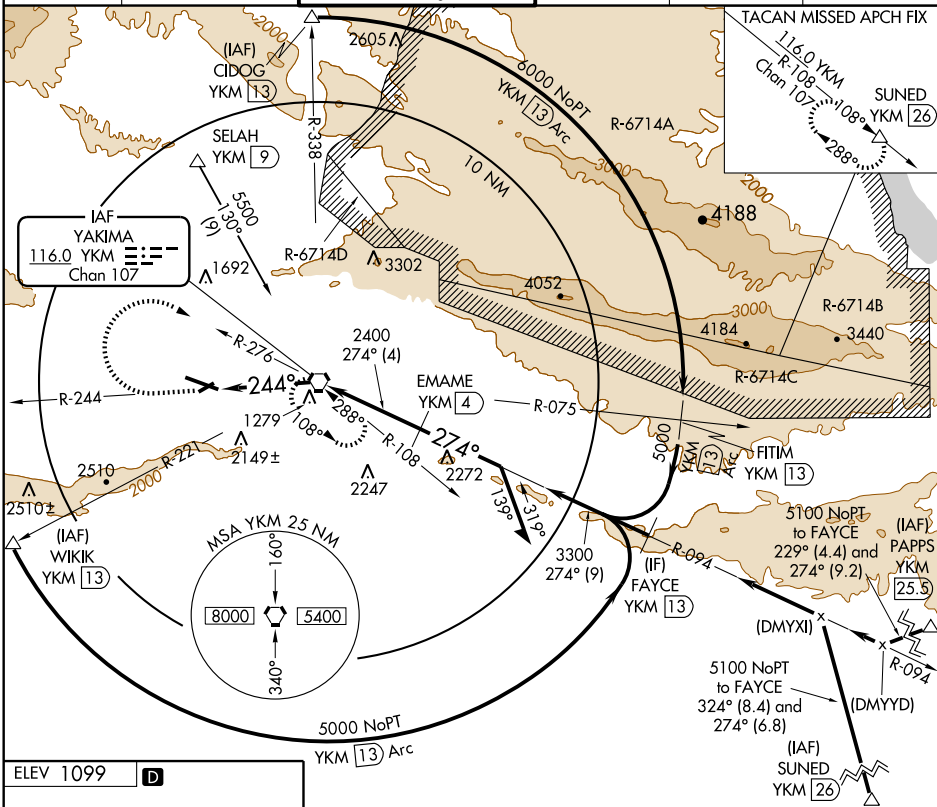 TACAN MISSED APCH FIX
116.0 YKM
R-108
Chan 107
108°
288°
SUNED
YKM 26
(IAF)
CIDOG
YKM 13
2000
2605
6000 NoPT
YKM 13 Arc
R-6714A
3000
2000
R-338
SELAH
YKM 9
10 NM
5500
130°
(9)
4188
IAF
YAKIMA
116.0 YKM
Chan 107
1692
R-6714D
3302
4052
3000
R-6714B
4184
3440
R-6714C
R-276
2400
274° (4)
EMAME
YKM 4
R-075
R-244
244°
1279
288°
108°
R-108
274°
5000
YKM 13 Arc
FITIM
YKM 13
2149±
R-221
2510
2000
2510±
2247
2272
139°
319°
(IAF)
WIKIK
YKM 13
MSA YKM 25 NM
160°
8000
5400
340°
3300
274° (9)
(IF)
FAYCE
YKM 13
R-094
5100 NoPT
to FAYCE
229° (4.4) and
274° (9.2)
(IAF)
PAPPS
YKM
25.5
(DMYXI)
R-094
(DMYYD)
5100 NoPT
to FAYCE
324° (8.4) and
274° (6.8)
5000 NoPT
YKM 13 Arc
(IAF)
SUNED
YKM 26
ELEV 1099
D